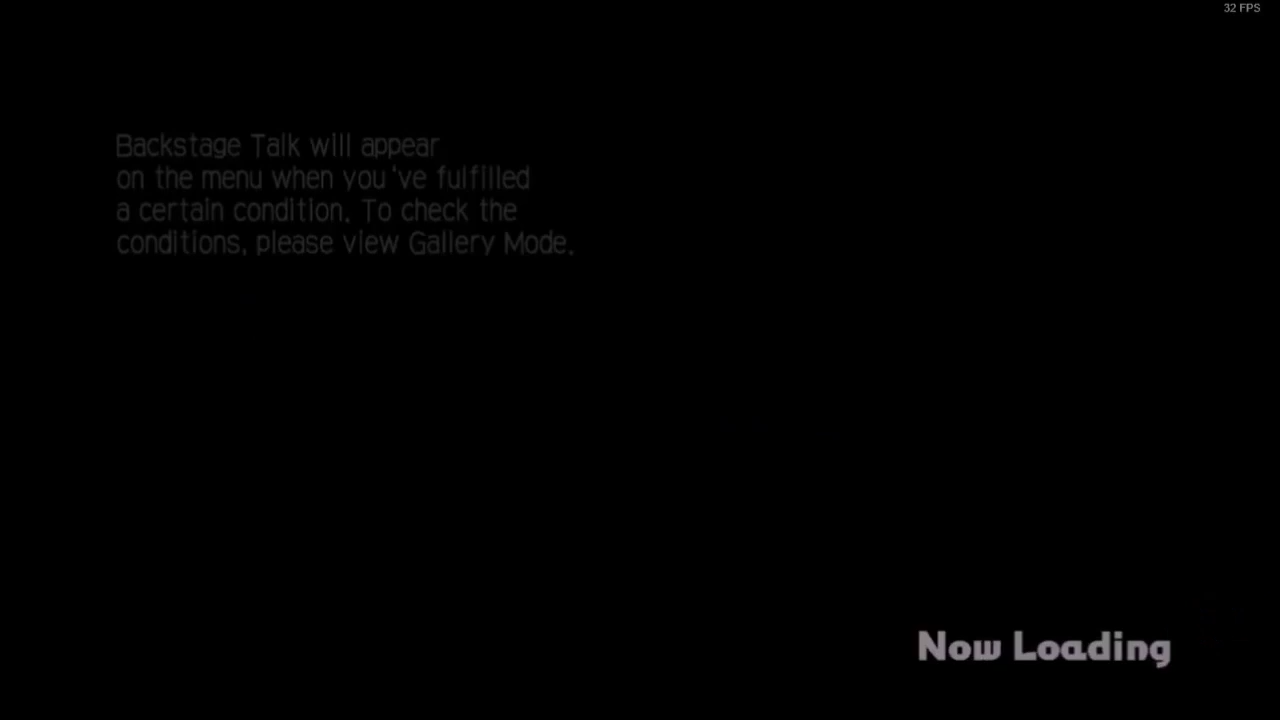 32 FPS
Backstage Talk will appear
on the menu when you've fulfilled
a certain condition. To check the
conditions, please view Gallery Mode.
Now Loading